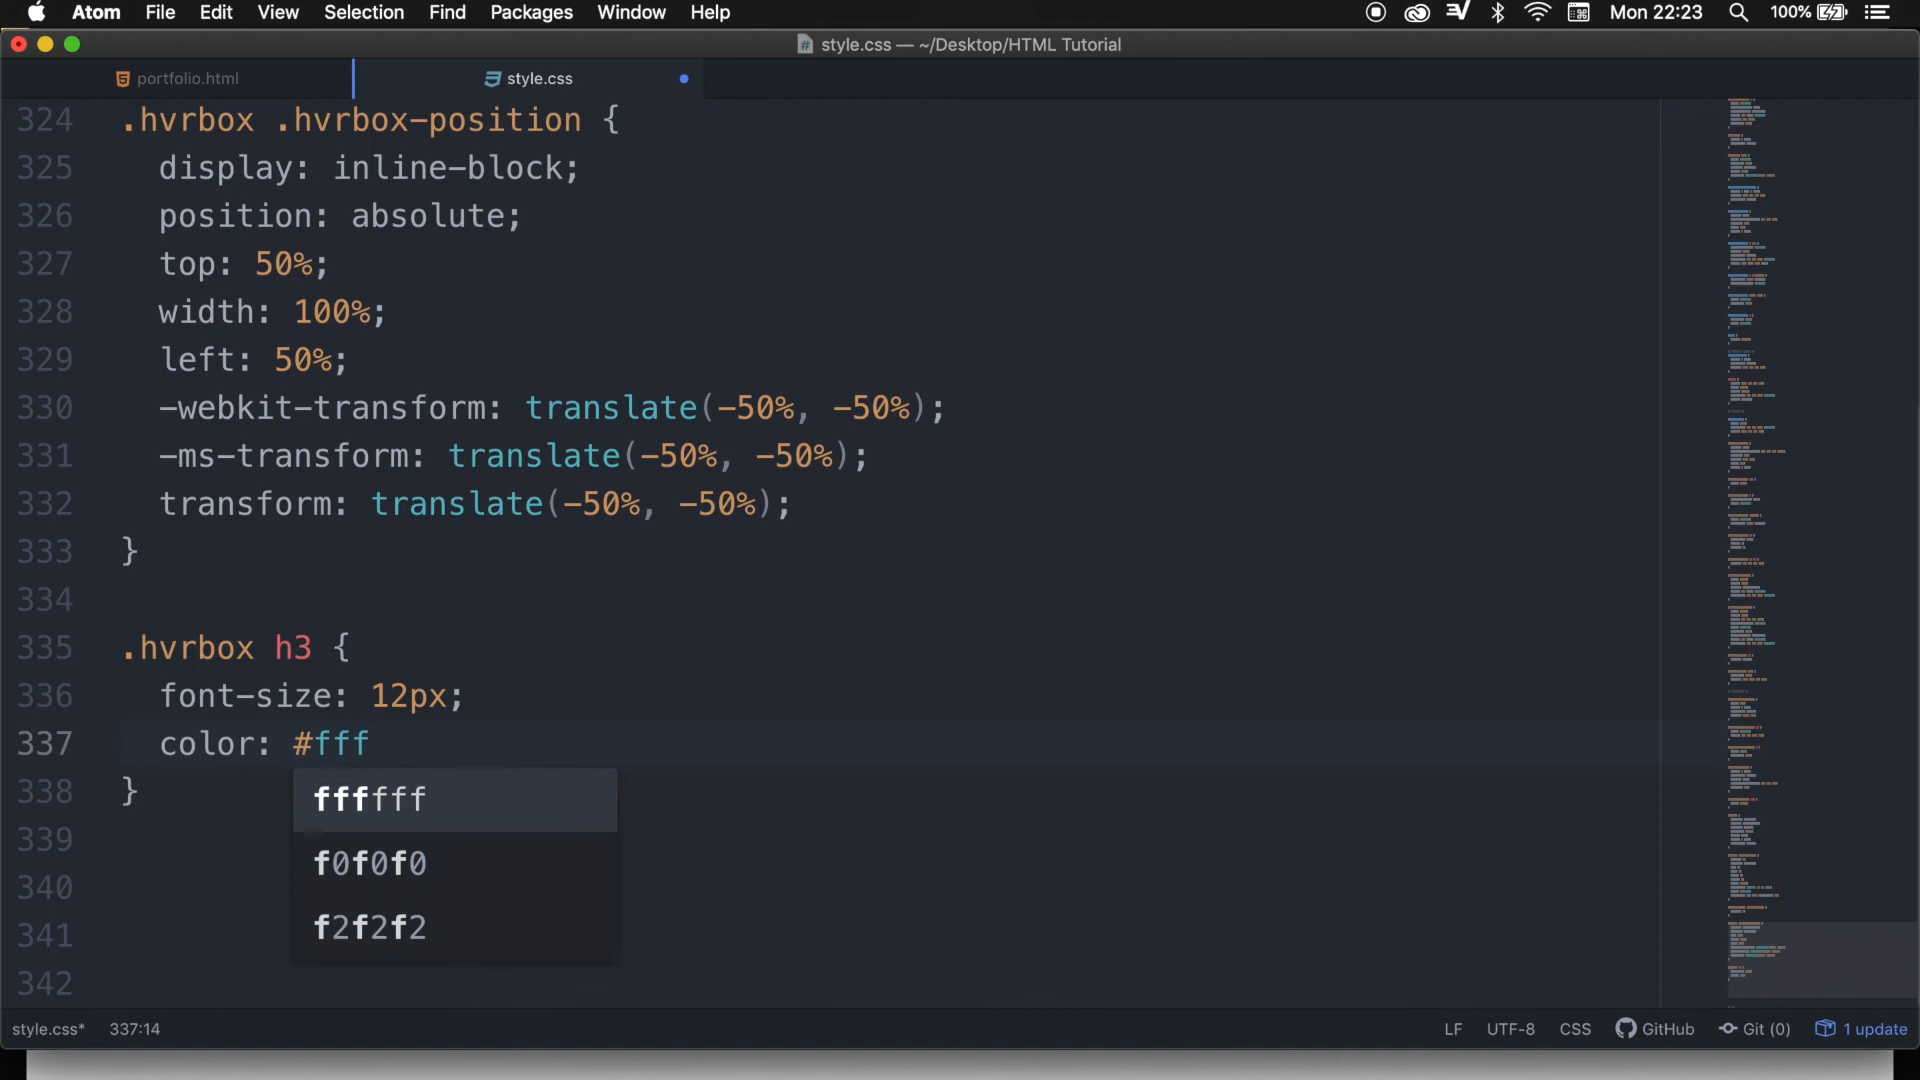 Atom File Edit View Selection Find Packages Window Help Mon 22:23 100%
style.css — ~/Desktop/HTML Tutorial
portfolio.html style.css
324 .hvrbox .hvrbox-position {
325 display: inline-block;
326 position: absolute;
327 top: 50%;
328 width: 100%;
329 left: 50%;
330 -webkit-transform: translate(-50%, -50%);
331 -ms-transform: translate(-50%, -50%);
332 transform: translate(-50%, -50%);
333 }
334
335 .hvrbox h3 {
336 font-size: 12px;
337 color: #fff
ffffff
338 }
339
f0f0f0
340
f2f2f2
341
342
style.css* 337:14 LF UTF-8 CSS GitHub Git (0) 1 update